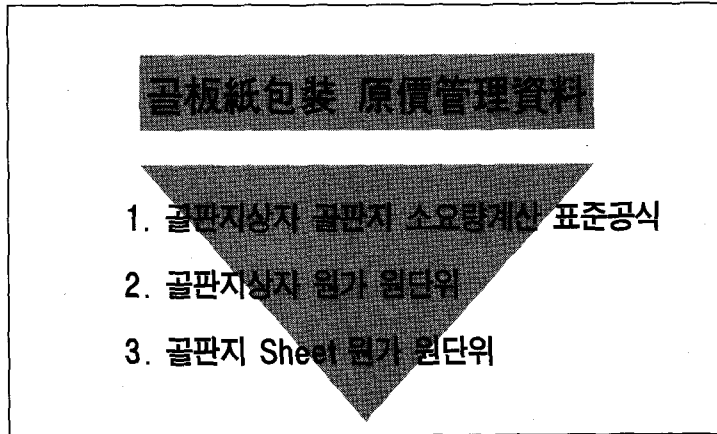 골板紙包裝 原價管理資料
1. 골판지상자 골판지 소요량계산 표준공식
2. 골판지상자 원가 원단위
3. 골판지 Sheet 원가 원단위